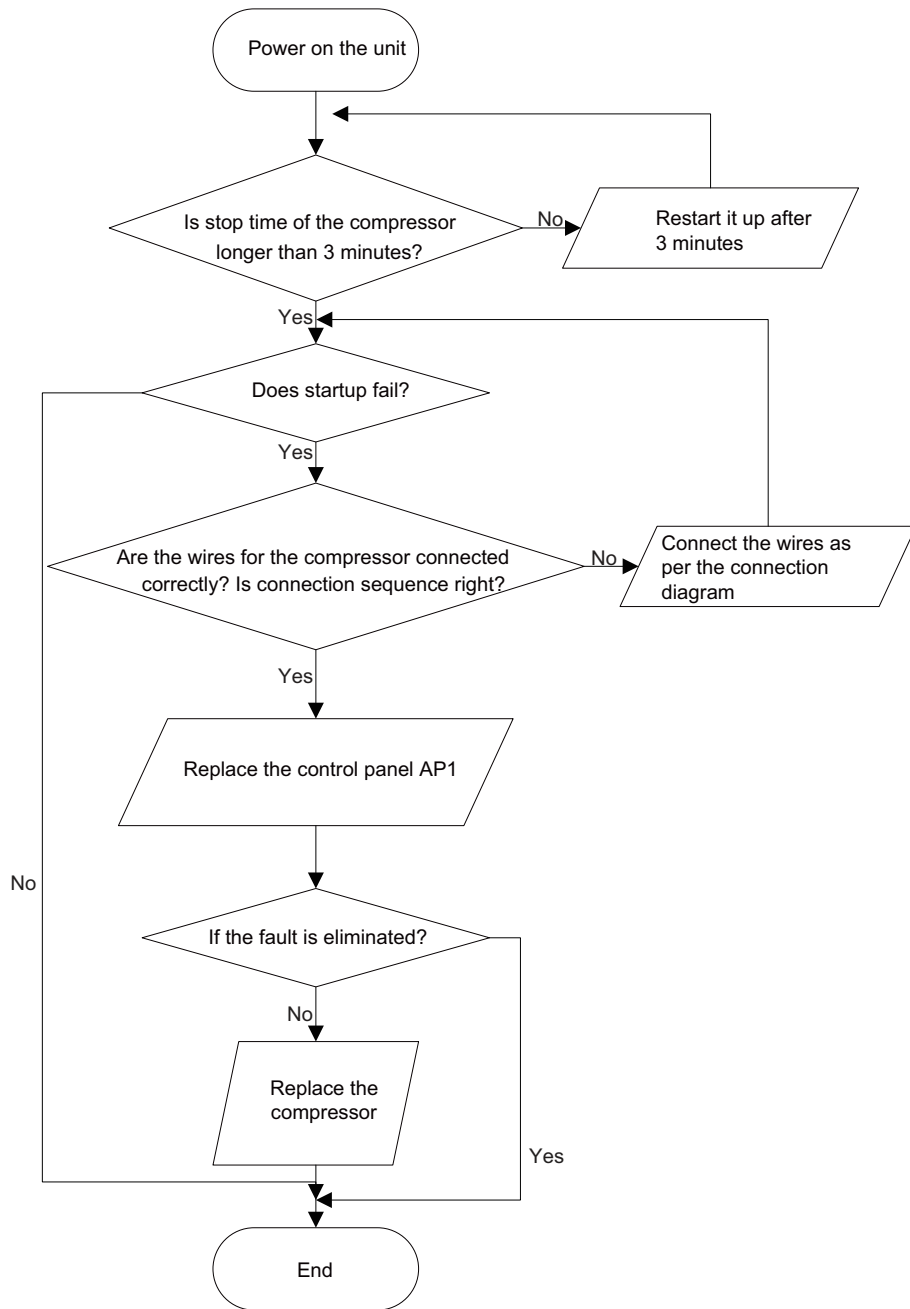 Power on the unit
Is stop time of the compressor
longer than 3 minutes?
No
Restart it up after
3 minutes
Yes
Does startup fail?
Yes
Are the wires for the compressor connected
correctly? Is connection sequence right?
No
Connect the wires as
per the connection
diagram
Yes
Replace the control panel AP1
No
If the fault is eliminated?
No
Replace the
compressor
Yes
End